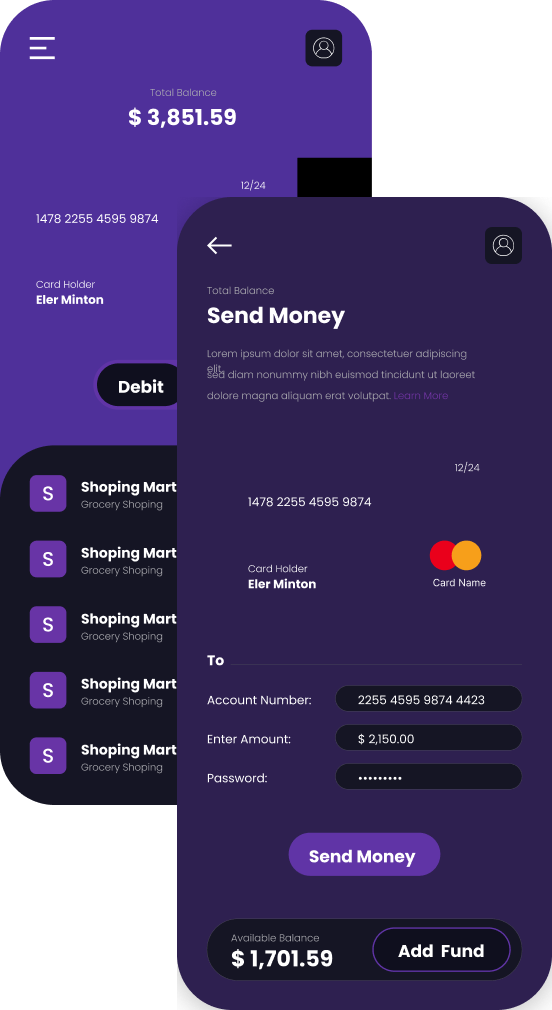 Total Balance
$ 3,851.59
12/24
1478 2255 4595 9874
Card Holder
Eler Minton
Debit
S
Shoping Mart
Grocery Shoping
S
Shoping Mart
Grocery Shoping
S
Shoping Mart
Grocery Shoping
S
Shoping Mart
Grocery Shoping
S
Shoping Mart
Grocery Shoping
Total Balance
Send Money
Lorem ipsum dolor sit amet, consectetuer adipiscing
elit,
sed diam nonummy nibh euismod tincidunt ut laoreet
dolore magna aliquam erat volutpat. Learn More
12/24
1478 2255 4595 9874
Card Holder
Eler Minton
Card Name
To
Account Number: 2255 4595 9874 4423
Enter Amount: $ 2,150.00
Password: •••••••••
Send Money
Available Balance
$ 1,701.59
Add Fund